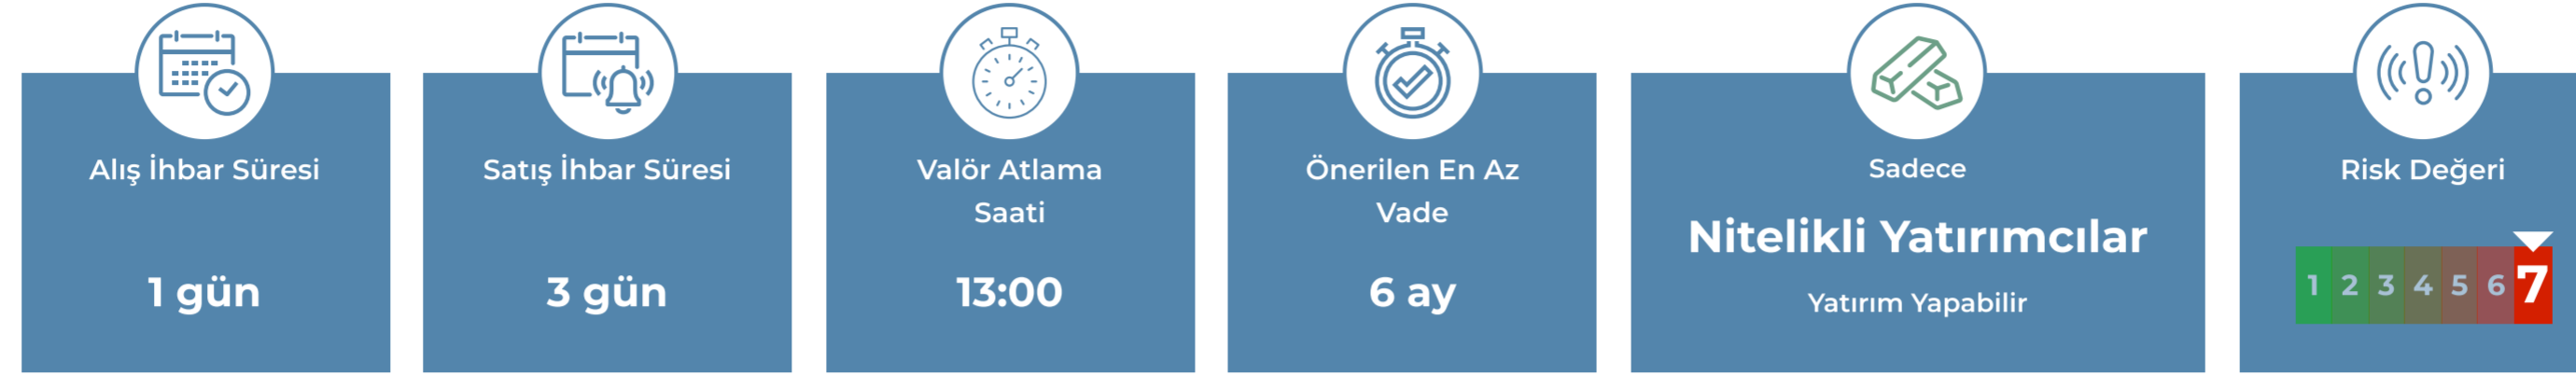 Alış İhbar Süresi
1 gün
Satış İhbar Süresi
3 gün
Valör Atlama
Saati
13:00
Önerilen En Az
Vade
6 ay
Sadece
Nitelikli Yatırımcılar
Yatırım Yapabilir
Risk Değeri
1 2 3 4 5 6 7